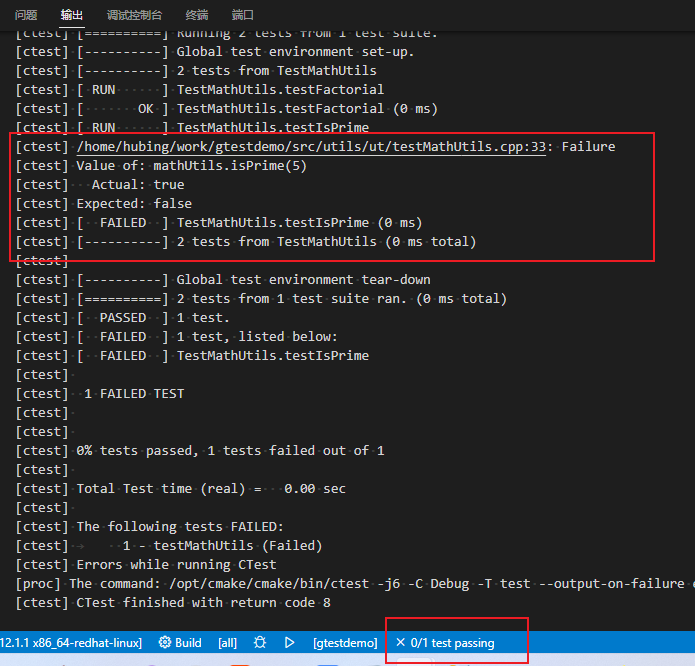 问题 输出 调试控制台 终端 端口
[ctest] [==========] Running 2 tests from 1 test suite.
[ctest] [----------] Global test environment set-up.
[ctest] [----------] 2 tests from TestMathUtils
[ctest] [ RUN      ] TestMathUtils.testFactorial
[ctest] [       OK ] TestMathUtils.testFactorial (0 ms)
[ctest] [ RUN      ] TestMathUtils.testIsPrime
[ctest] /home/hubing/work/gtestdemo/src/utils/ut/testMathUtils.cpp:33: Failure
[ctest] Value of: mathUtils.isPrime(5)
[ctest]   Actual: true
[ctest] Expected: false
[ctest] [  FAILED  ] TestMathUtils.testIsPrime (0 ms)
[ctest] [----------] 2 tests from TestMathUtils (0 ms total)
[ctest]
[ctest] [----------] Global test environment tear-down
[ctest] [==========] 2 tests from 1 test suite ran. (0 ms total)
[ctest] [  PASSED  ] 1 test.
[ctest] [  FAILED  ] 1 test, listed below:
[ctest] [  FAILED  ] TestMathUtils.testIsPrime
[ctest]
[ctest]  1 FAILED TEST
[ctest]
[ctest]
[ctest] 0% tests passed, 1 tests failed out of 1
[ctest]
[ctest] Total Test time (real) =   0.00 sec
[ctest]
[ctest] The following tests FAILED:
[ctest] →    1 - testMathUtils (Failed)
[ctest] Errors while running CTest
[proc] The command: /opt/cmake/cmake/bin/ctest -j6 -C Debug -T test --output-on-failure
[ctest] CTest finished with return code 8
12.1.1 x86_64-redhat-linux] Build [all] [gtestdemo] × 0/1 test passing